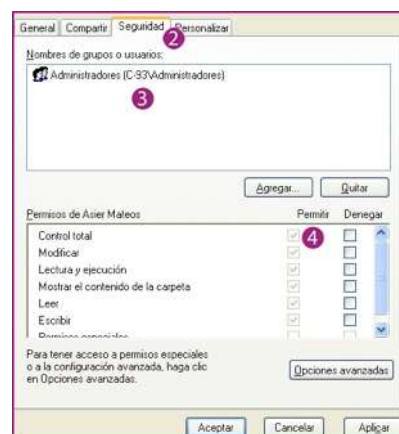 General Compartir Seguridad Personalizar
2
Nombres de grupos o usuarios:
Administradores (C-93\Administradores)
3
Agregar... Quitar
Permisos de Asier Mateos Permitir Denegar
Control total
4
Modificar
Lectura y ejecución
Mostrar el contenido de la carpeta
Leer
Escribir
Permisos especiales
Para tener acceso a permisos especiales
o a la configuración avanzada, haga clic
en Opciones avanzadas.
Opciones avanzadas
Aceptar Cancelar Aplicar